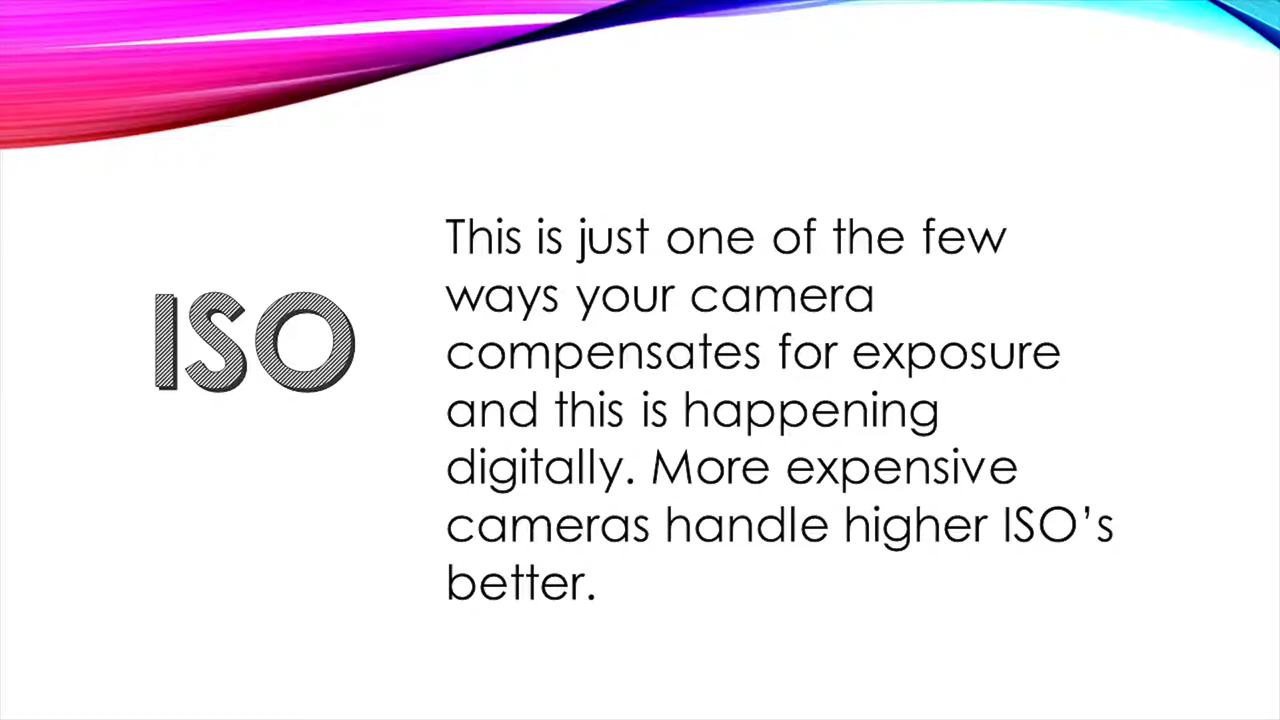 ISO
This is just one of the few
ways your camera
compensates for exposure
and this is happening
digitally. More expensive
cameras handle higher ISO’s
better.